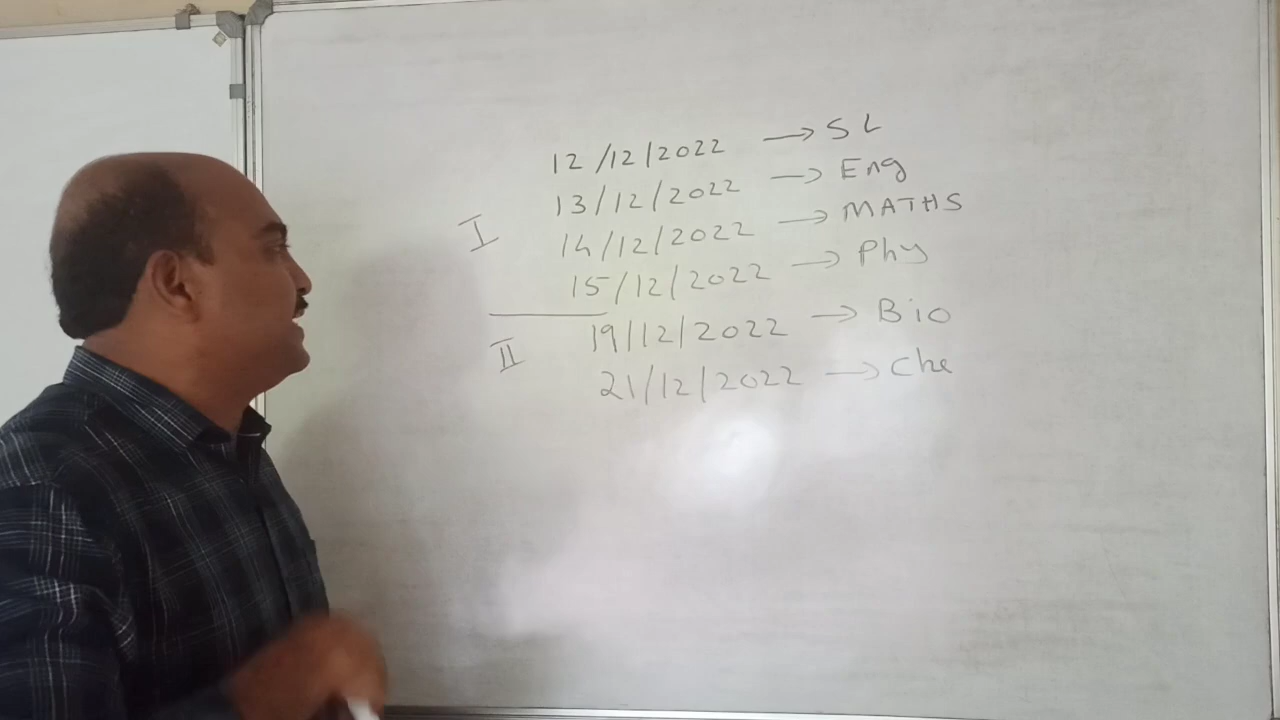 12/12/2022 → SL
13/12/2022 → Eng
I
14/12/2022 → MATHS
15/12/2022 → Phy
19/12/2022 → Bio
II
21/12/2022 → Che